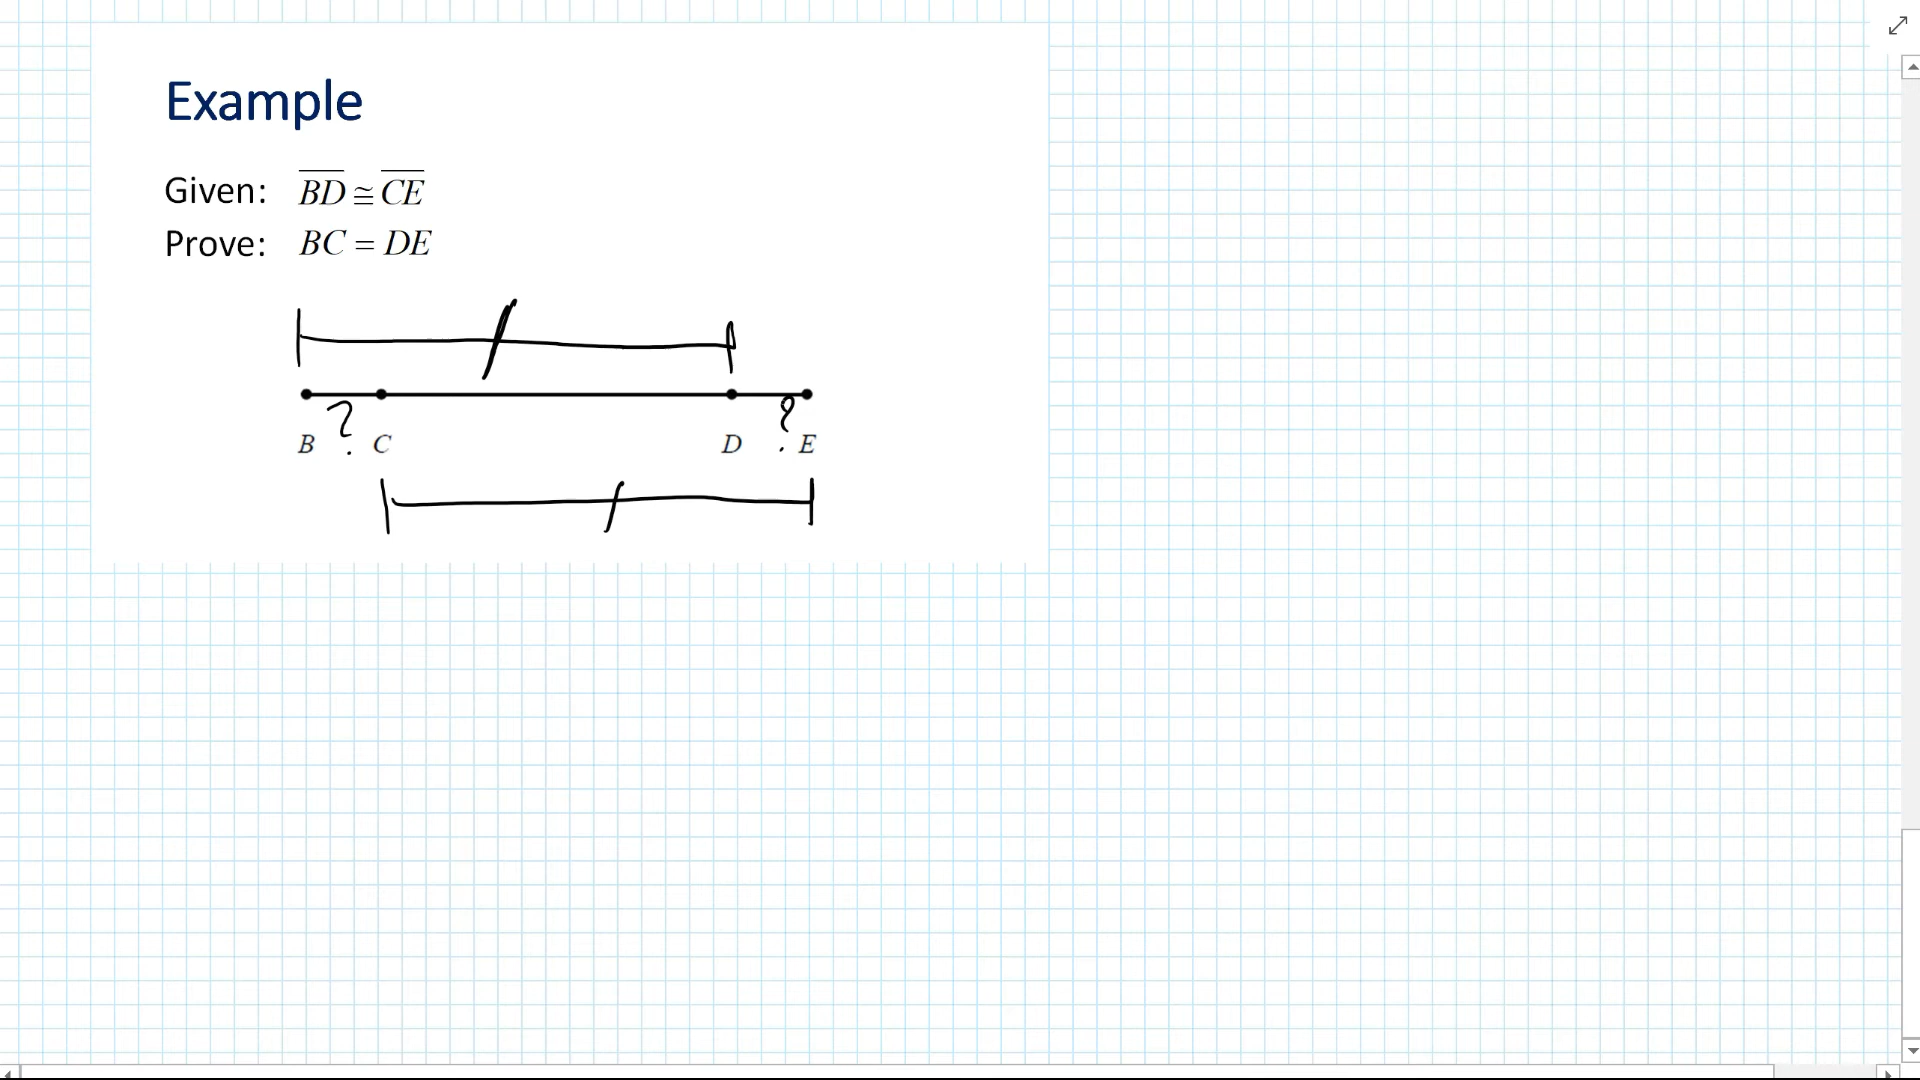 Example
Given: BD ≅ CE
Prove: BC = DE
? ?
B C D E